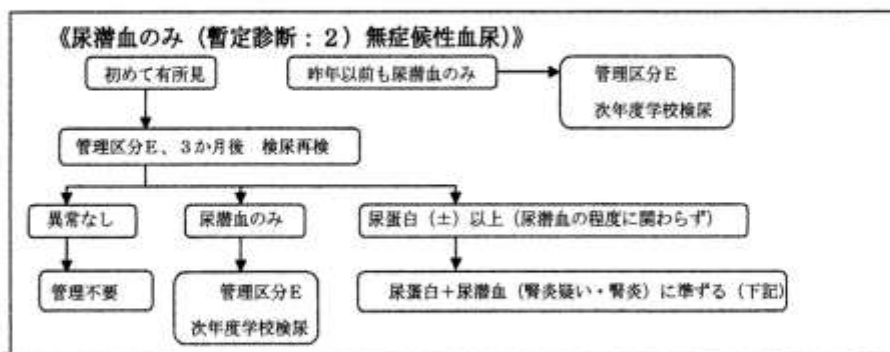 《尿潜血のみ（暫定診断：２）無症候性血尿）》
初めて有所見
昨年以前も尿潜血のみ
管理区分Ｅ
次年度学校検尿
管理区分Ｅ、３か月後　検尿再検
異常なし
尿潜血のみ
尿蛋白（±）以上（尿潜血の程度に関わらず）
管理不要
管理区分Ｅ
次年度学校検尿
尿蛋白＋尿潜血（腎炎疑い・腎炎）に準ずる（下記）